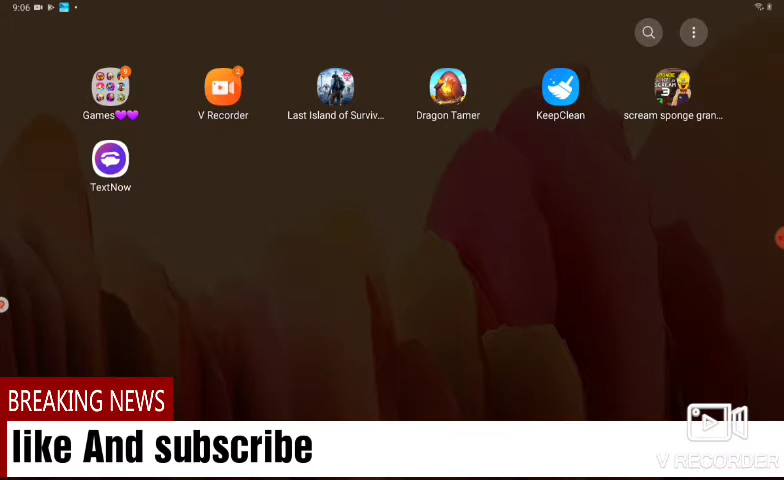 9:06
Games💜💜
V Recorder
Last Island of Surviv...
Dragon Tamer
KeepClean
scream sponge gran...
TextNow
BREAKING NEWS
like And subscribe
V RECORDER